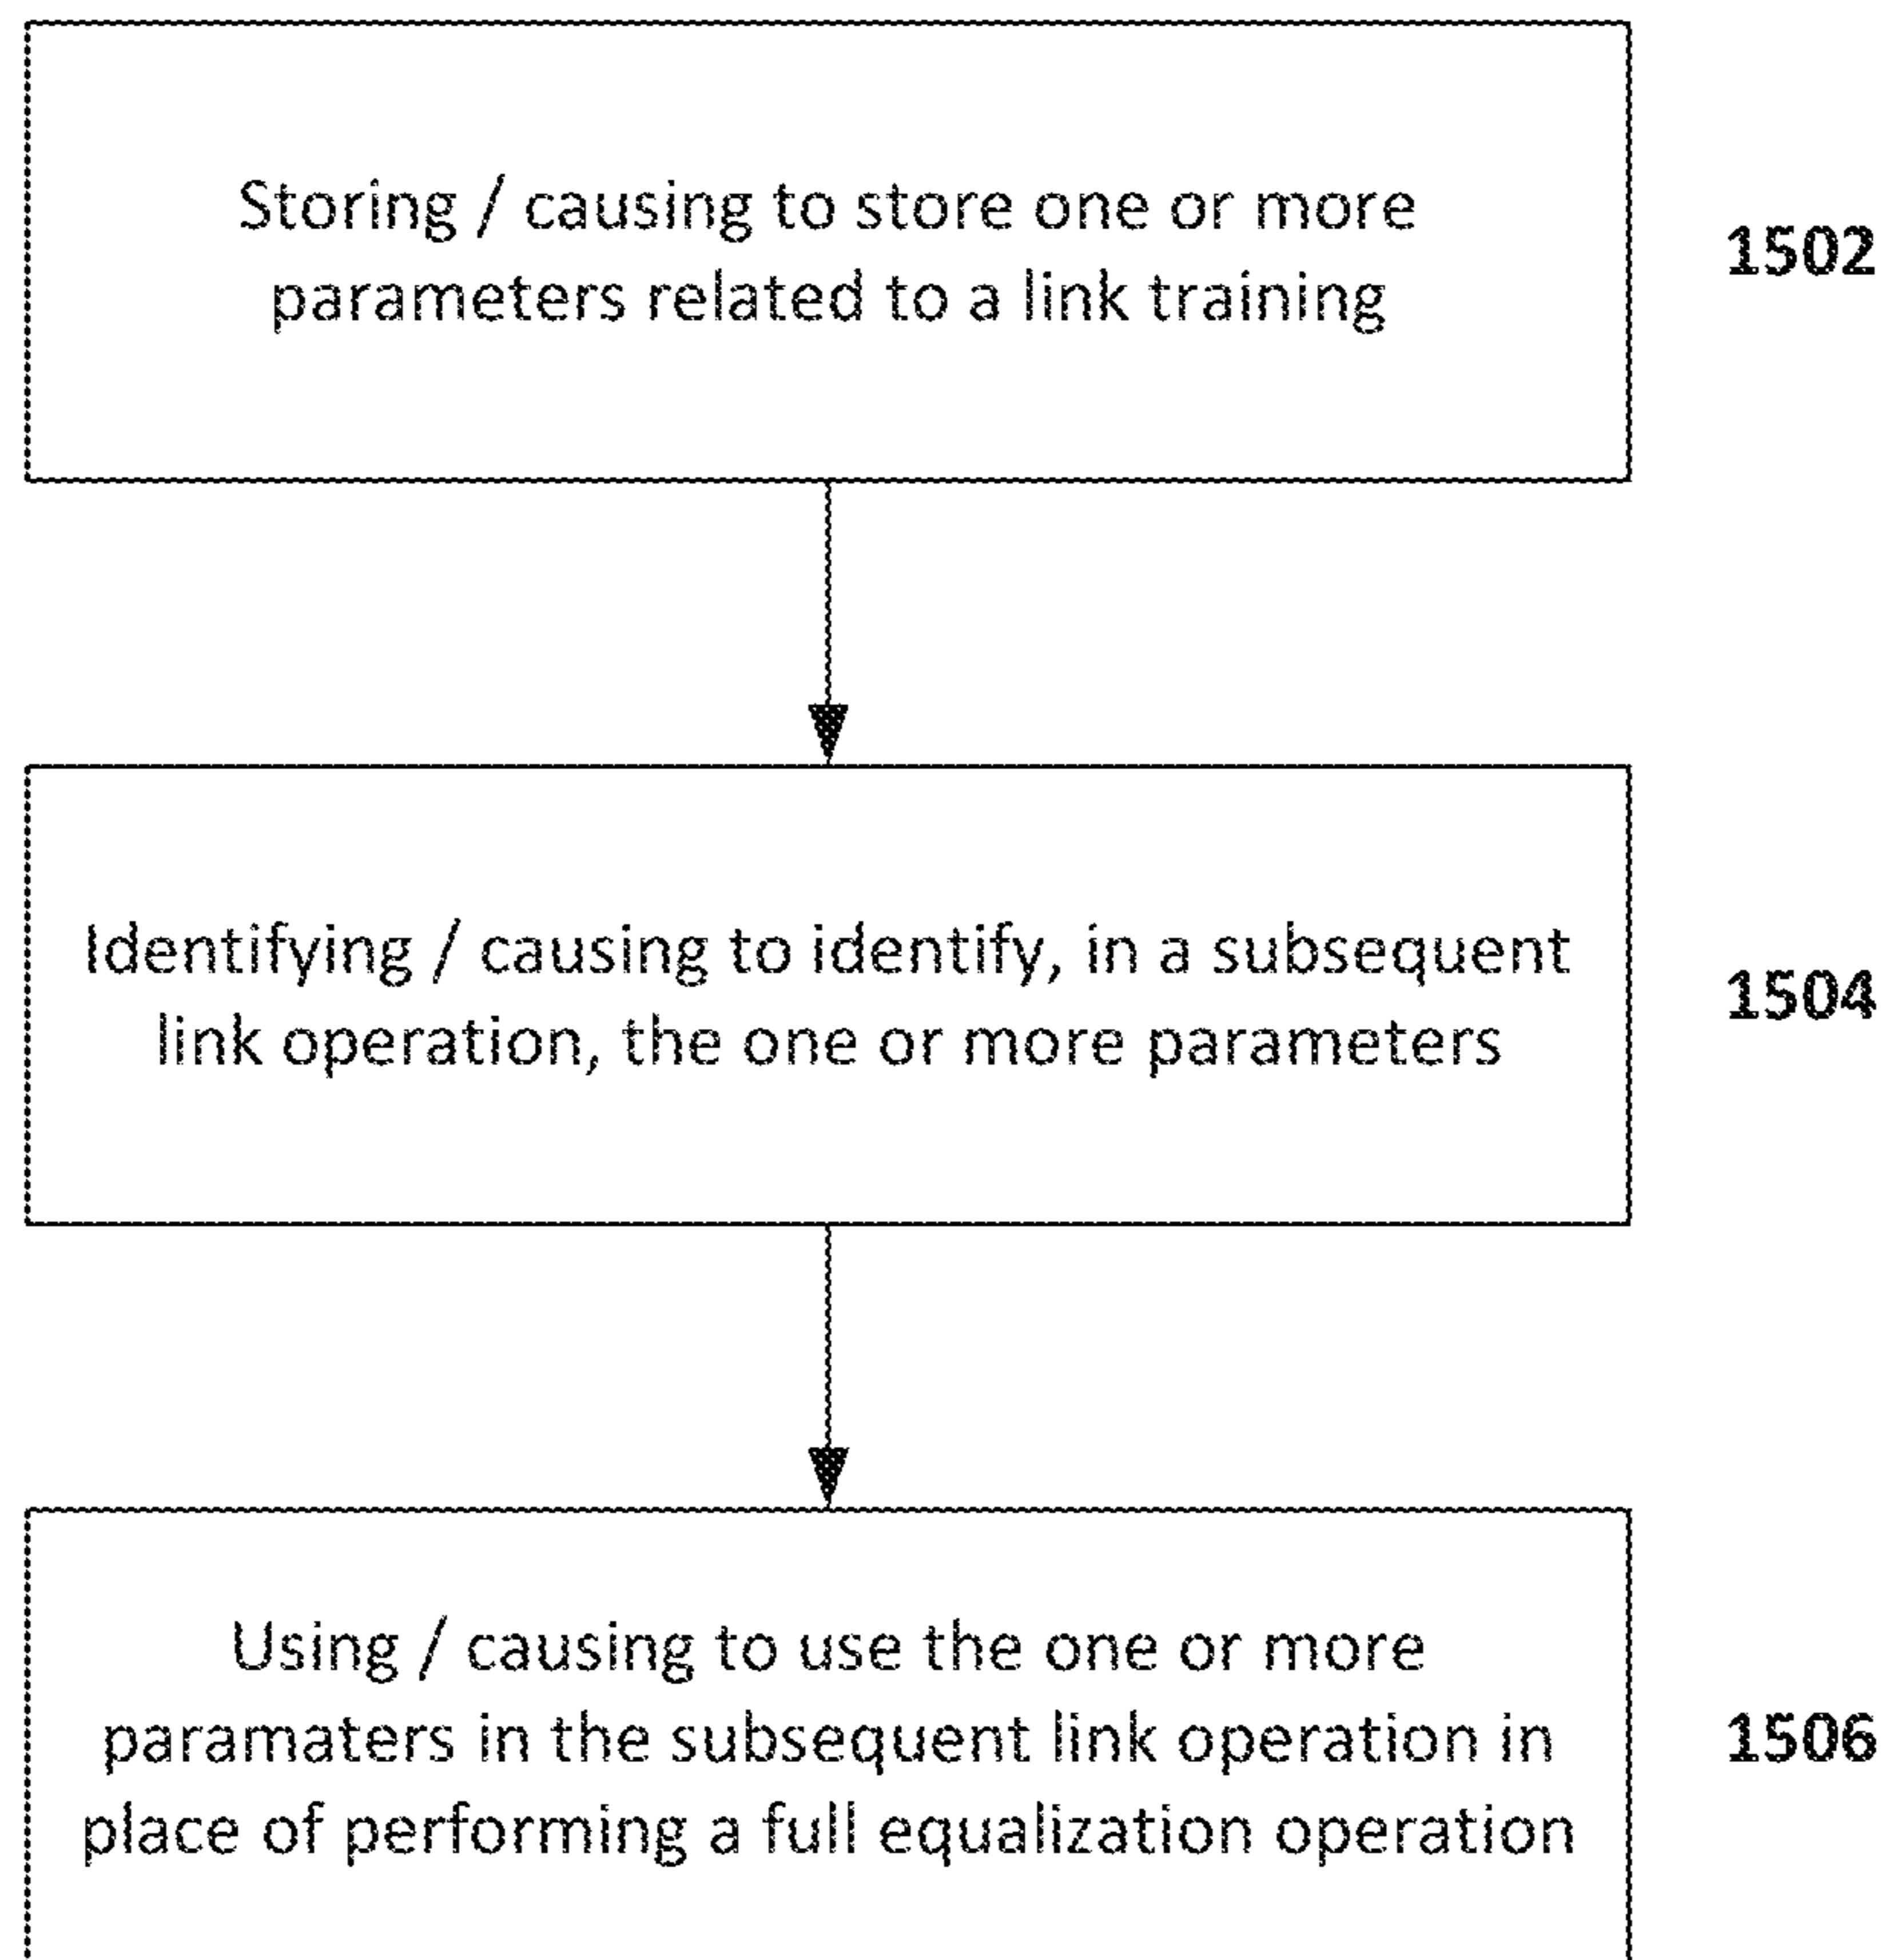 Storing / causing to store one or more
parameters related to a link training
1502
Identifying / causing to identify, in a subsequent
link operation, the one or more parameters
1504
Using / causing to use the one or more
paramaters in the subsequent link operation in
place of performing a full equalization operation
1506